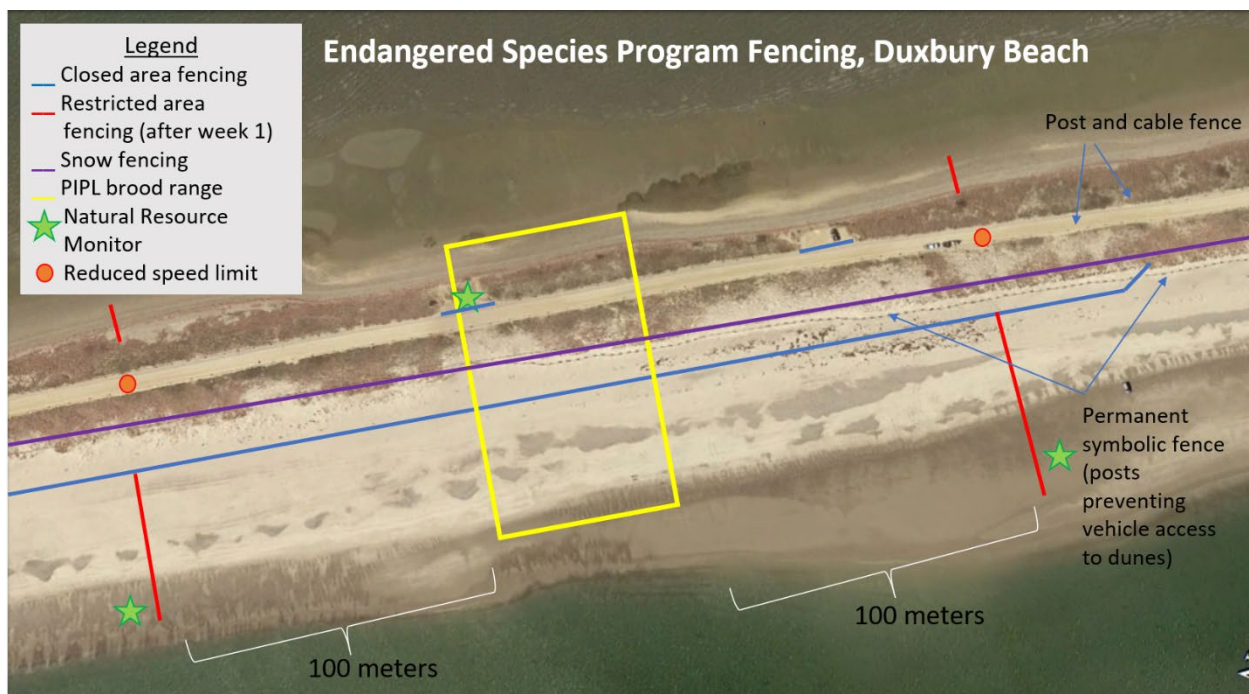 Endangered Species Program Fencing, Duxbury Beach
Legend
Closed area fencing
Restricted area
fencing (after week 1)
Snow fencing
PIPL brood range
Natural Resource
Monitor
Reduced speed limit
Post and cable fence
Permanent
symbolic fence
(posts
preventing
vehicle access
to dunes)
100 meters
100 meters